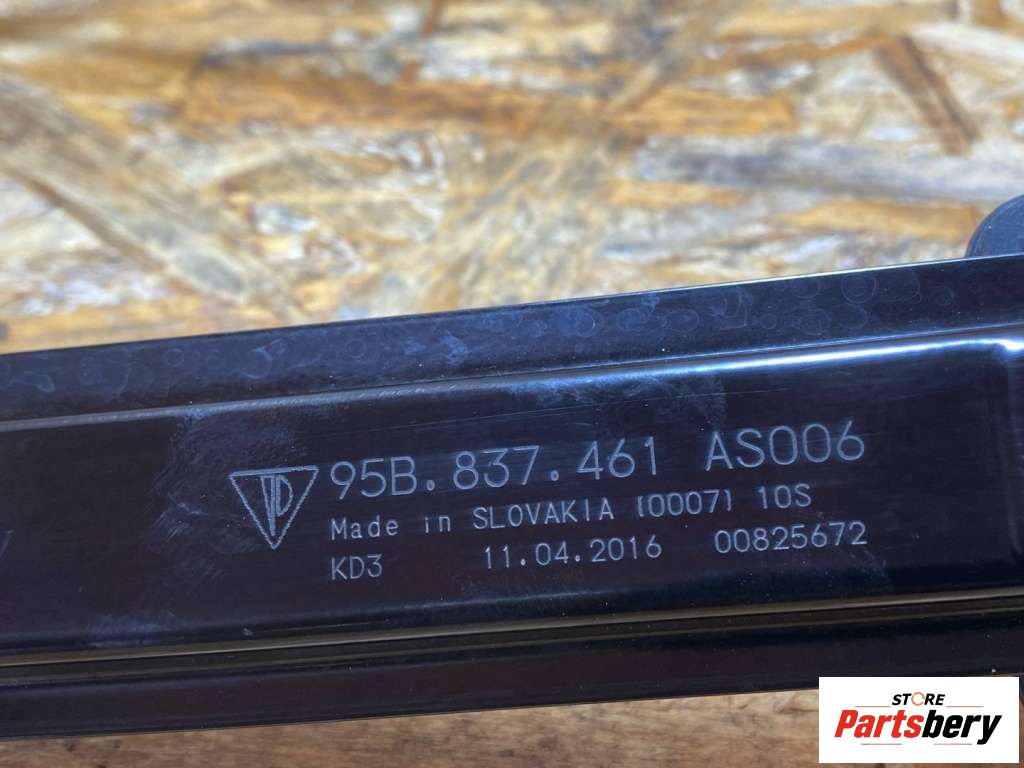 95B.837.461 AS006
Made in SLOVAKIA (0007) 10S
KD3 11.04.2016 00825672
STORE
Partsbery